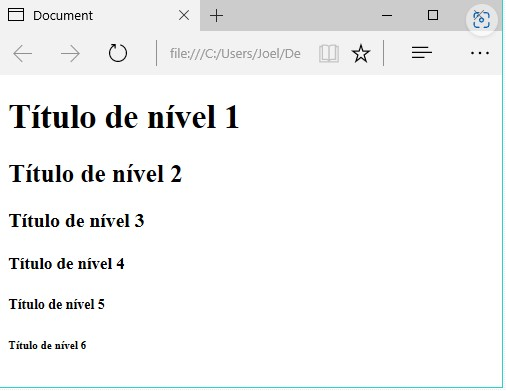 Document
file:///C:/Users/Joel/De
Título de nível 1
Título de nível 2
Título de nível 3
Título de nível 4
Título de nível 5
Título de nível 6